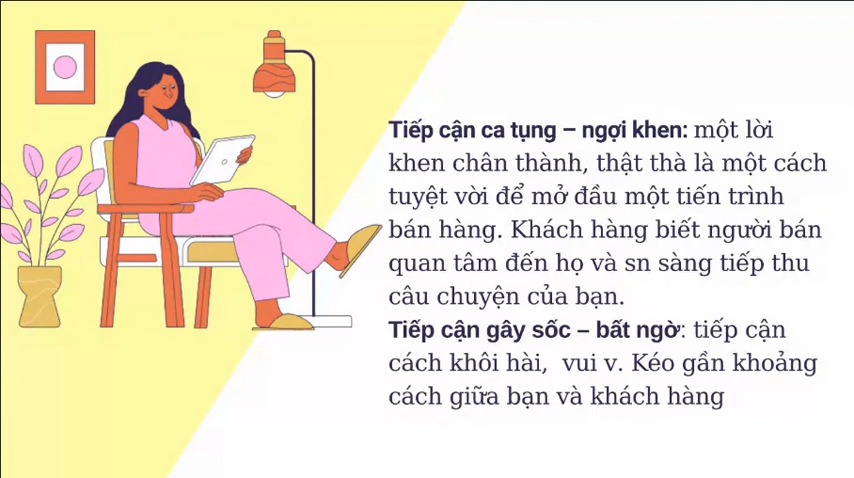 Tiếp cận ca tụng – ngợi khen: một lời
khen chân thành, thật thà là một cách
tuyệt vời để mở đầu một tiến trình
bán hàng. Khách hàng biết người bán
quan tâm đến họ và sn sàng tiếp thu
câu chuyện của bạn.
Tiếp cận gây sốc – bất ngờ: tiếp cận
cách khôi hài,  vui v. Kéo gần khoảng
cách giữa bạn và khách hàng